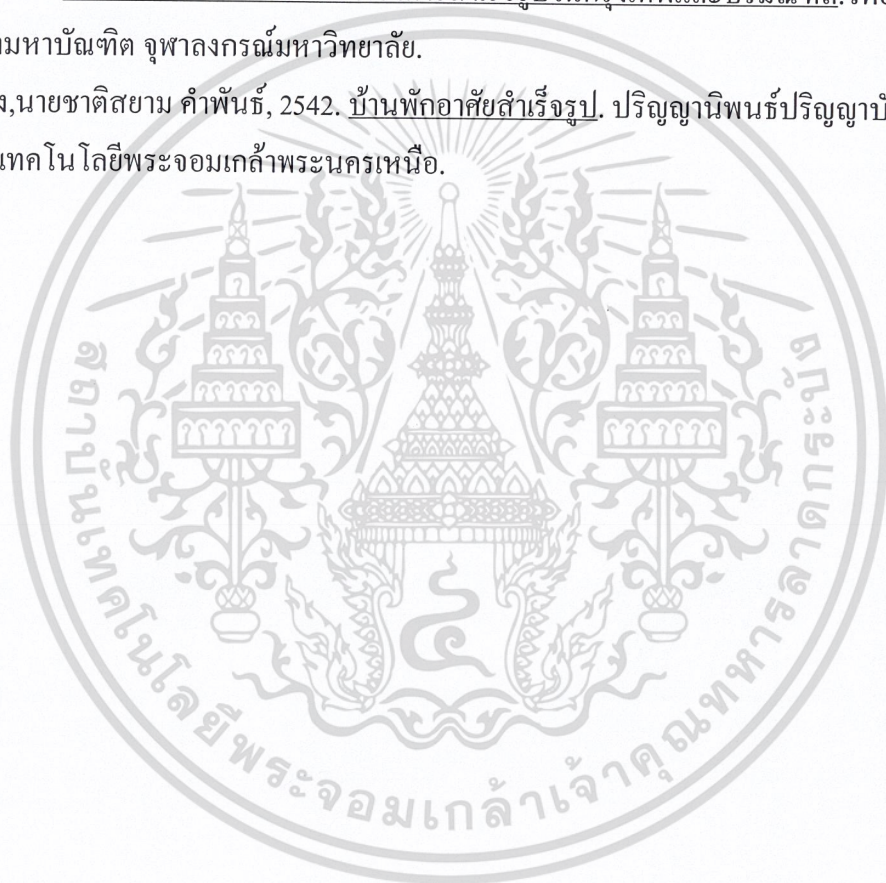 ามหาบัณฑิต จุฬาลงกรณ์มหาวิทยาลัย.
ง,นายชาติสยาม คำพันธ์, 2542. บ้านพักอาศัยสำเร็จรูป. ปริญญานิพนธ์ปริญญาบั
นเทคโนโลยีพระจอมเกล้าพระนครเหนือ.
สถาบันเทคโนโลยีพระจอมเกล้าเจ้าคุณทหารลาดกระบัง
๔